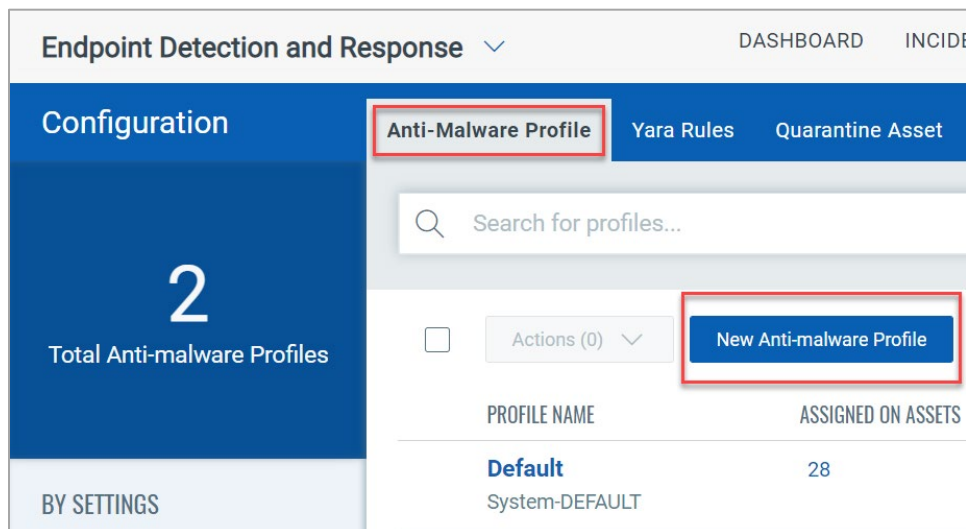 Endpoint Detection and Response
DASHBOARD
Configuration
Anti-Malware Profile
Yara Rules
Quarantine Asset
Search for profiles...
2
Total Anti-malware Profiles
Actions (0)
New Anti-malware Profile
PROFILE NAME
ASSIGNED ON ASSETS
Default
28
System-DEFAULT
BY SETTINGS